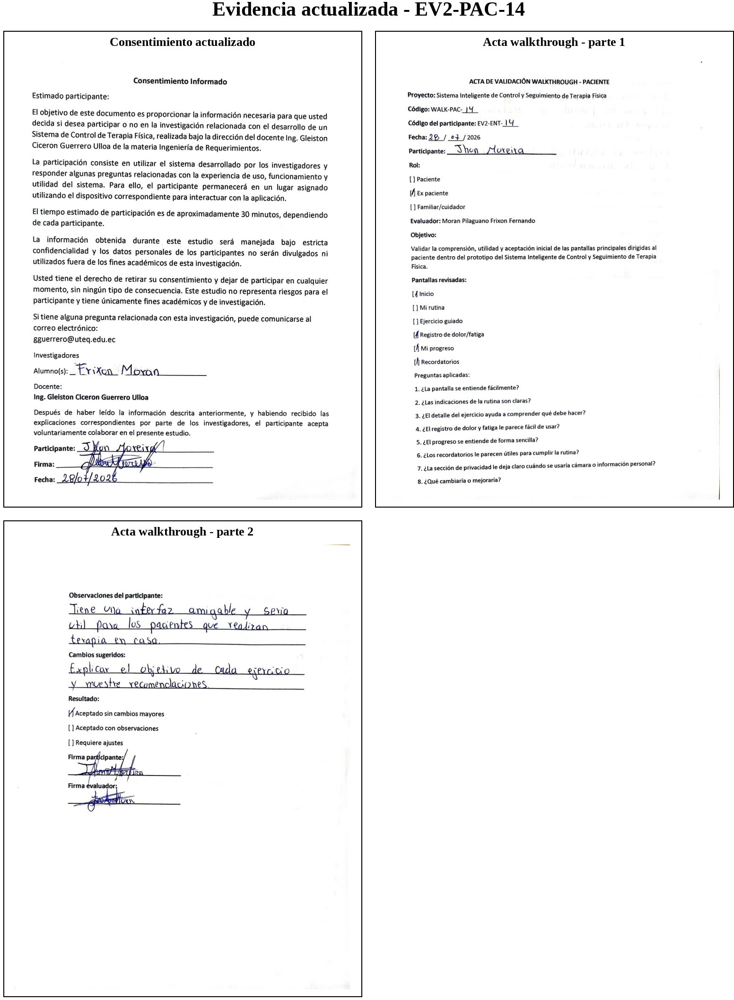 Evidencia actualizada - EV2-PAC-14
Consentimiento actualizado
Consentimiento Informado
Estimado participante:
El objetivo de este documento es proporcionar la información necesaria para que usted
decida si desea participar o no en la investigación relacionada con el desarrollo de un
Sistema de Control de Terapia Física, realizada bajo la dirección del docente Ing. Gleiston
Ciceron Guerrero Ulloa de la materia Ingeniería de Requerimientos.
La participación consiste en utilizar el sistema desarrollado por los investigadores y
responder algunas preguntas relacionadas con la experiencia de uso, funcionamiento y
utilidad del sistema. Para ello, el participante permanecerá en un lugar asignado
utilizando el dispositivo correspondiente para interactuar con la aplicación.
El tiempo estimado de participación es de aproximadamente 30 minutos, dependiendo
de cada participante.
La información obtenida durante este estudio será manejada bajo estricta
confidencialidad y los datos personales de los participantes no serán divulgados ni
utilizados fuera de los fines académicos de esta investigación.
Usted tiene el derecho de retirar su consentimiento y dejar de participar en cualquier
momento, sin ningún tipo de consecuencia. Este estudio no representa riesgos para el
participante y tiene únicamente fines académicos y de investigación.
Si tiene alguna pregunta relacionada con esta investigación, puede comunicarse al
correo electrónico:
gguerrero@uteq.edu.ec
Investigadores
Alumno(s): Frixon Moran
Docente:
Ing. Gleiston Ciceron Guerrero Ulloa
Después de haber leído la información descrita anteriormente, y habiendo recibido las
explicaciones correspondientes por parte de los investigadores, el participante acepta
voluntariamente colaborar en el presente estudio.
Participante: Jhon Moreira
Firma:
Fecha: 28/07/2026
Acta walkthrough - parte 1
ACTA DE VALIDACIÓN WALKTHROUGH - PACIENTE
Proyecto: Sistema Inteligente de Control y Seguimiento de Terapia Física
Código: WALK-PAC-14
Código del participante: EV2-ENT-14
Fecha: 28 / 07 / 2026
Participante: Jhon Moreira
Rol:
[ ] Paciente
[/] Ex paciente
[ ] Familiar/cuidador
Evaluador: Moran Pilaguano Frixon Fernando
Objetivo:
Validar la comprensión, utilidad y aceptación inicial de las pantallas principales dirigidas al
paciente dentro del prototipo del Sistema Inteligente de Control y Seguimiento de Terapia
Física.
Pantallas revisadas:
[/] Inicio
[ ] Mi rutina
[ ] Ejercicio guiado
[/] Registro de dolor/fatiga
[/] Mi progreso
[/] Recordatorios
Preguntas aplicadas:
1. ¿La pantalla se entiende fácilmente?
2. ¿Las indicaciones de la rutina son claras?
3. ¿El detalle del ejercicio ayuda a comprender qué debe hacer?
4. ¿El registro de dolor y fatiga le parece fácil de usar?
5. ¿El progreso se entiende de forma sencilla?
6. ¿Los recordatorios le parecen útiles para cumplir la rutina?
7. ¿La sección de privacidad le deja claro cuándo se usaría cámara o información personal?
8. ¿Qué cambiaría o mejoraría?
Acta walkthrough - parte 2
Observaciones del participante:
Tiene una interfaz amigable y seria
util para los pacientes que realizan
terapia en casa.
Cambios sugeridos:
Explicar el objetivo de cada ejercicio
y muestre recomendaciones.
Resultado:
[/] Aceptado sin cambios mayores
[ ] Aceptado con observaciones
[ ] Requiere ajustes
Firma participante:
Firma evaluador: